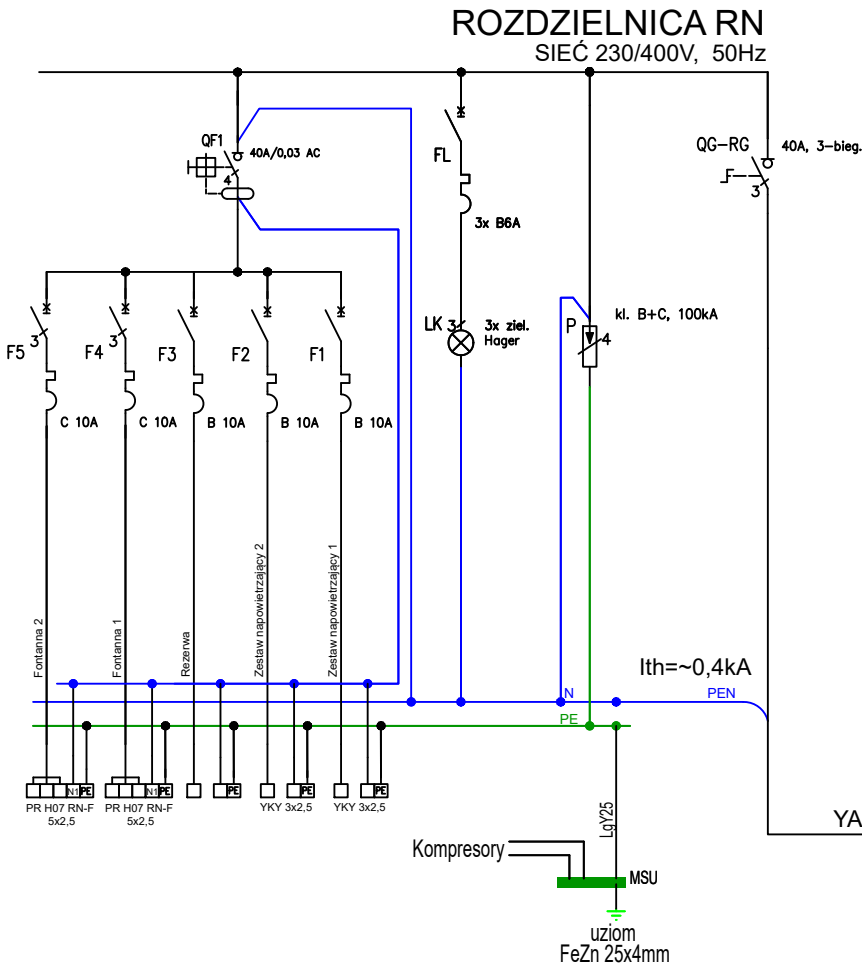 ROZDZIELNICA RN
SIEĆ 230/400V, 50Hz
QF1
40A/0,03 AC
4
FL
3x B6A
QG-RG
40A, 3-bieg.
3
LK
3
3x ziel.
Hager
P
4
kl. B+C, 100kA
F5
3
F4
3
F3
F2
F1
C 10A
C 10A
B 10A
B 10A
B 10A
Fontanna 2
Fontanna 1
Rezerwa
Zestaw napowietrzający 2
Zestaw napowietrzający 1
Ith=~0,4kA
N
PEN
PE
N1
PE
N1
PE
PE
PE
PE
PR H07 RN-F
5x2,5
PR H07 RN-F
5x2,5
YKY 3x2,5
YKY 3x2,5
LgY25
YA
Kompresory
MSU
uziom
FeZn 25x4mm